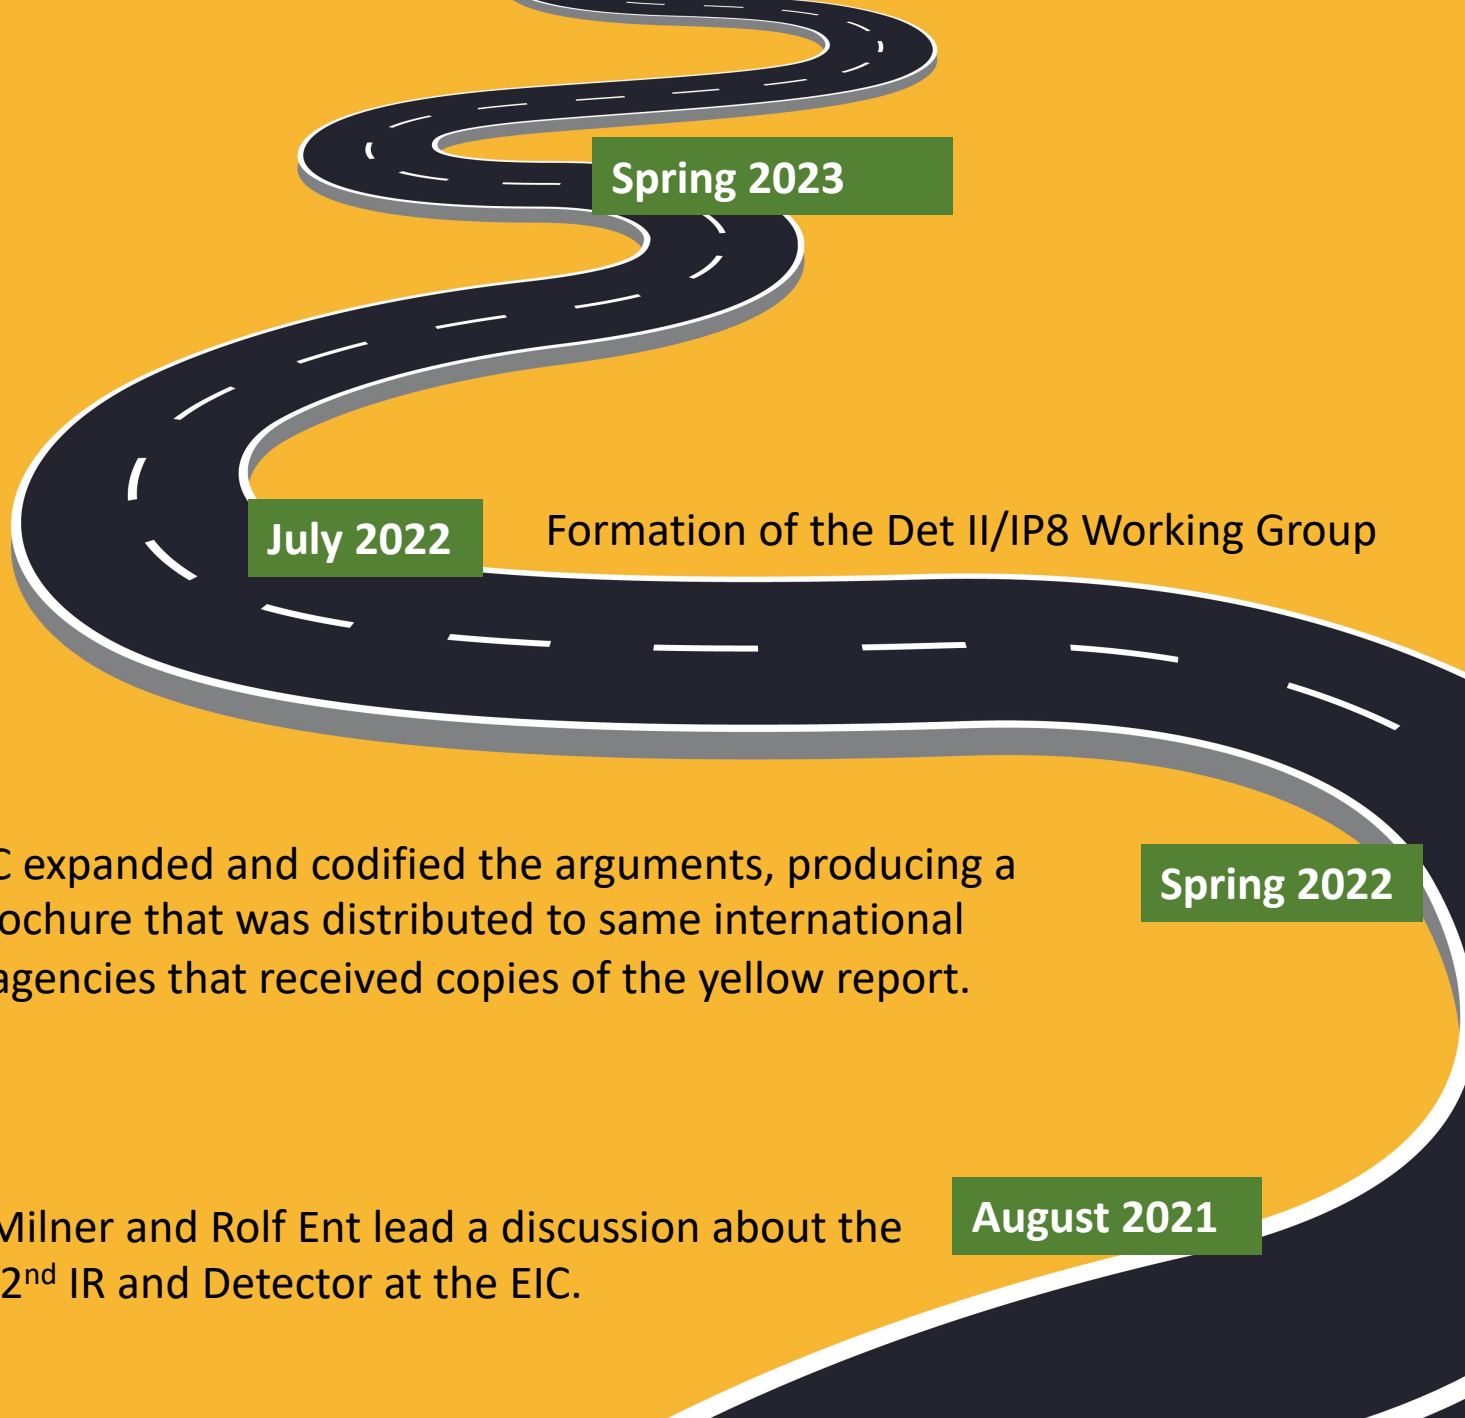 Spring 2023
July 2022
Formation of the Det II/IP8 Working Group
expanded and codified the arguments, producing a
ochure that was distributed to same international
agencies that received copies of the yellow report.
Spring 2022
Milner and Rolf Ent lead a discussion about the
2nd IR and Detector at the EIC.
August 2021